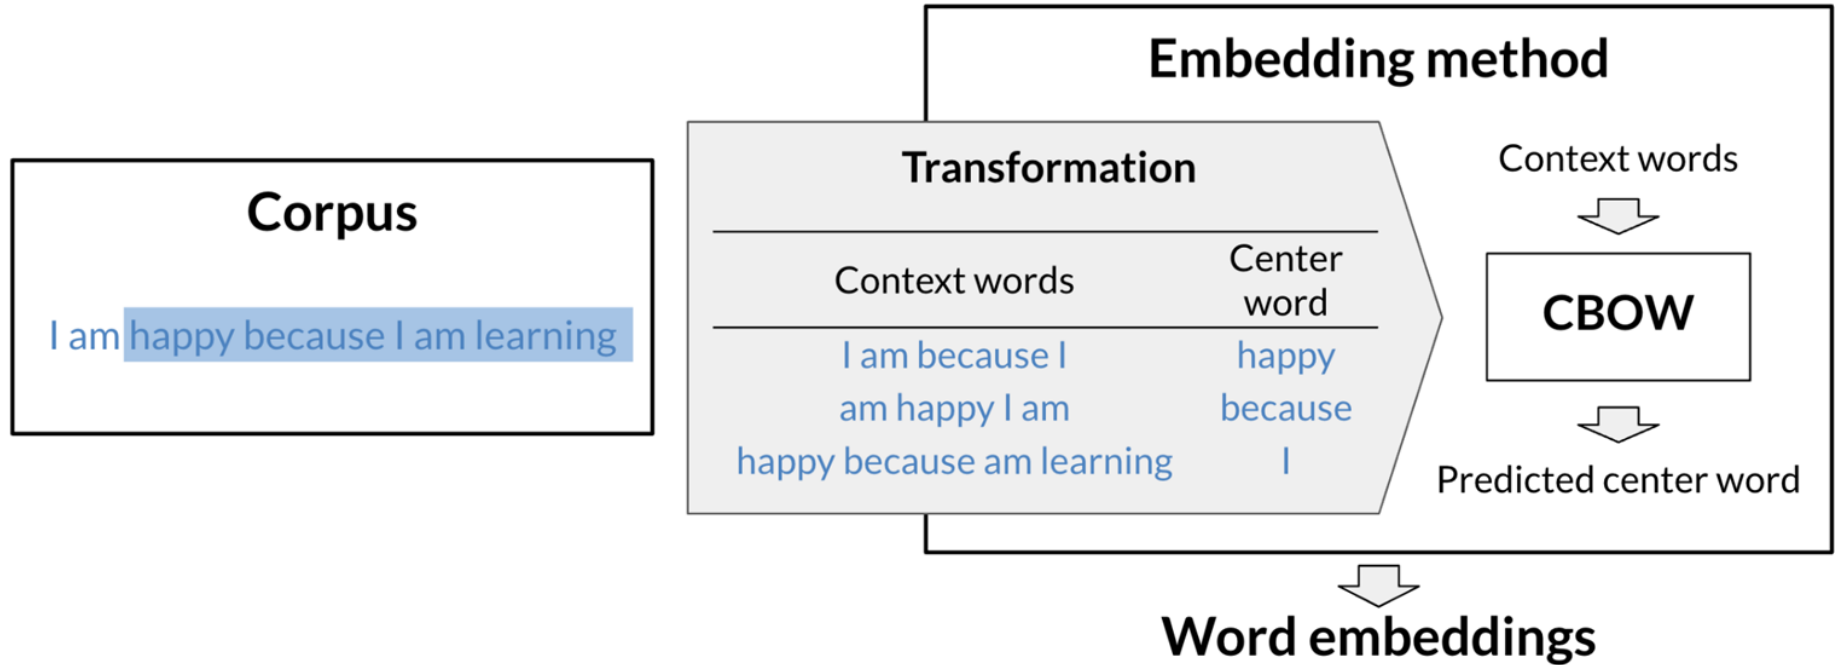 Corpus
I am happy because I am learning
Embedding method
Transformation
Context words
Center
word
I am because I
happy
am happy I am
because
happy because am learning
I
Context words
CBOW
Predicted center word
Word embeddings